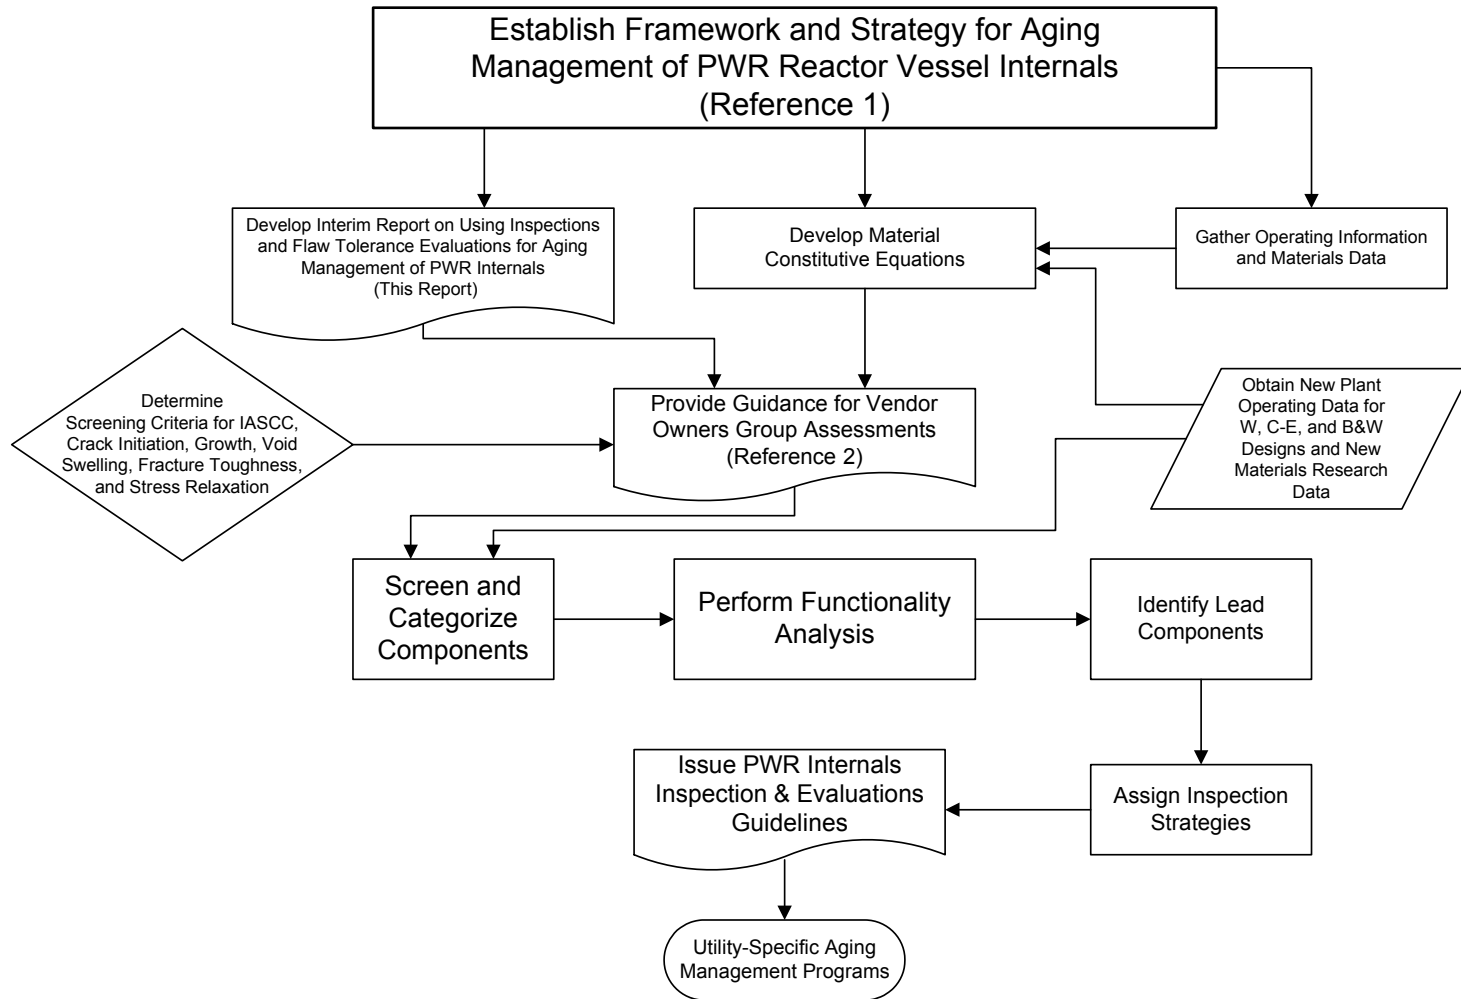 Establish Framework and Strategy for Aging
Management of PWR Reactor Vessel Internals
(Reference 1)
Develop Interim Report on Using Inspections
and Flaw Tolerance Evaluations for Aging
Management of PWR Internals
(This Report)
Develop Material
Constitutive Equations
Gather Operating Information
and Materials Data
Determine
Screening Criteria for IASCC,
Crack Initiation, Growth, Void
Swelling, Fracture Toughness,
and Stress Relaxation
Provide Guidance for Vendor
Owners Group Assessments
(Reference 2)
Obtain New Plant
Operating Data for
W, C-E, and B&W
Designs and New
Materials Research
Data
Screen and
Categorize
Components
Perform Functionality
Analysis
Identify Lead
Components
Issue PWR Internals
Inspection & Evaluations
Guidelines
Assign Inspection
Strategies
Utility-Specific Aging
Management Programs